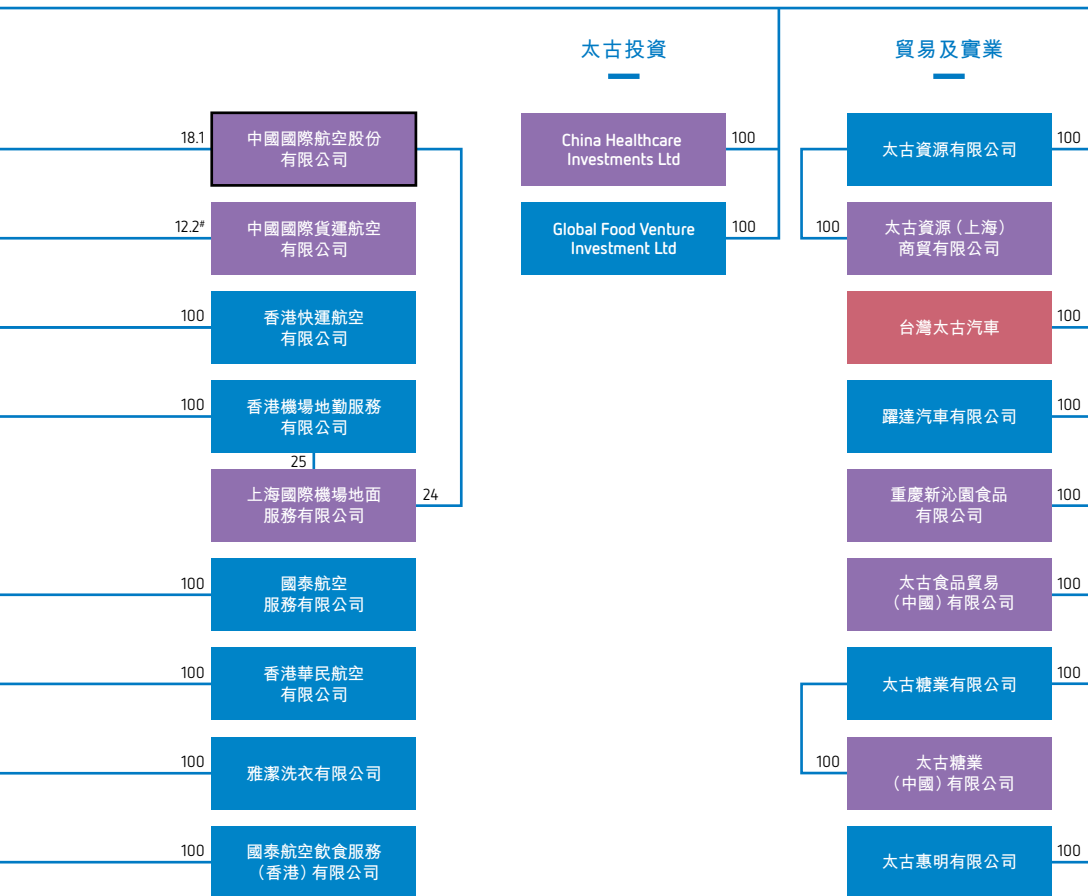 18.1
中國國際航空股份
有限公司
12.2#
中國國際貨運航空
有限公司
100
香港快運航空
有限公司
100
香港機場地勤服務
有限公司
25
上海國際機場地面
服務有限公司
24
100
國泰航空
服務有限公司
100
香港華民航空
有限公司
100
雅潔洗衣有限公司
100
國泰航空飲食服務
（香港）有限公司
太古投資
China Healthcare
Investments Ltd
100
Global Food Venture
Investment Ltd
100
貿易及實業
太古資源有限公司
100
100
太古資源（上海）
商貿有限公司
台灣太古汽車
100
躍達汽車有限公司
100
重慶新沁園食品
有限公司
100
太古食品貿易
（中國）有限公司
100
太古糖業有限公司
100
100
太古糖業
（中國）有限公司
太古惠明有限公司
100